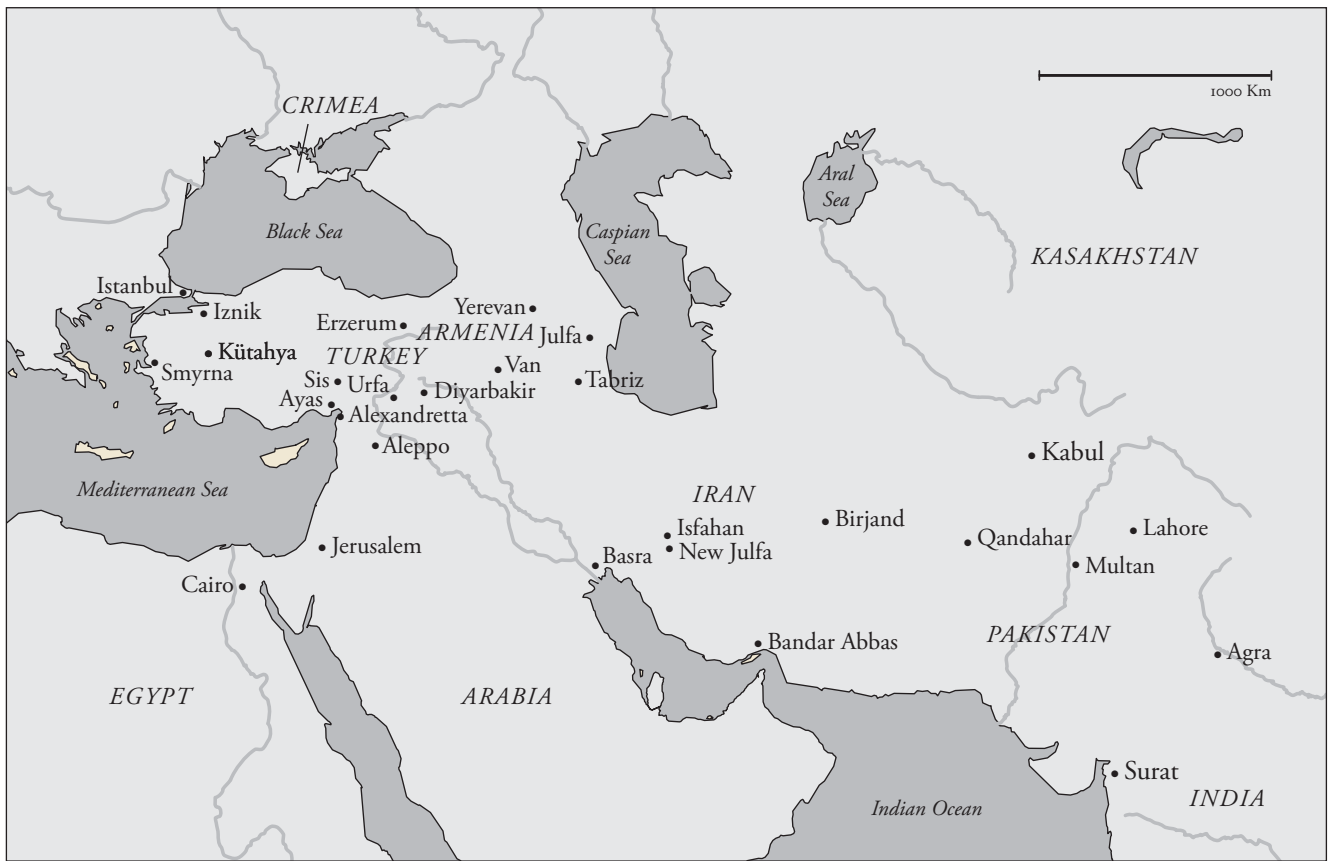 CRIMEA
1000 Km
Aral
Sea
Black Sea
Caspian
Sea
KASAKHSTAN
Istanbul
Iznik
Yerevan
Erzerum
ARMENIA
Julfa
Kütahya
TURKEY
Smyrna
Van
Sis
Urfa
Tabriz
Diyarbakir
Ayas
Alexandretta
Aleppo
Kabul
Mediterranean Sea
IRAN
Birjand
Isfahan
Lahore
Qandahar
Jerusalem
New Julfa
Basra
Multan
Cairo
PAKISTAN
Bandar Abbas
Agra
EGYPT
ARABIA
Surat
INDIA
Indian Ocean